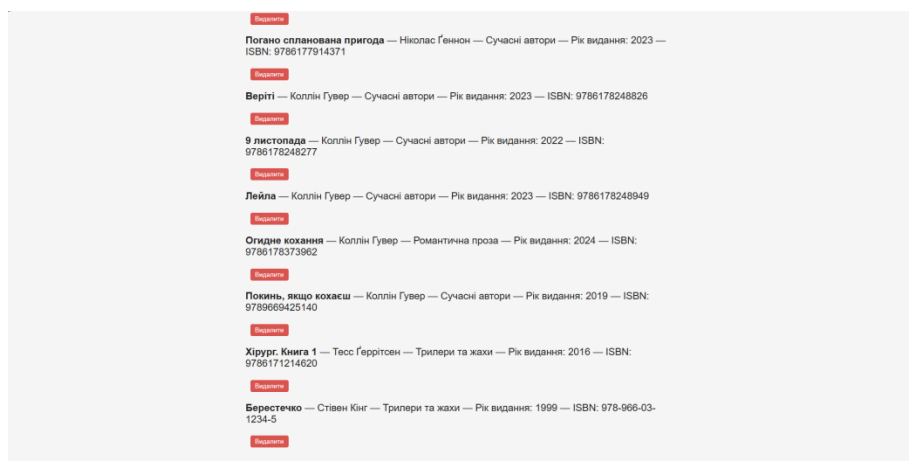 Видалити
Погано спланована пригода — Ніколас Ґеннон — Сучасні автори — Рік видання: 2023 —
ISBN: 9786177914371
Видалити
Веріті — Коллін Гувер — Сучасні автори — Рік видання: 2023 — ISBN: 9786178248826
Видалити
9 листопада — Коллін Гувер — Сучасні автори — Рік видання: 2022 — ISBN:
9786178248277
Видалити
Лейла — Коллін Гувер — Сучасні автори — Рік видання: 2023 — ISBN: 9786178248949
Видалити
Огидне кохання — Коллін Гувер — Романтична проза — Рік видання: 2024 — ISBN:
9786178373962
Видалити
Покинь, якщо кохаєш — Коллін Гувер — Сучасні автори — Рік видання: 2019 — ISBN:
9789669425140
Видалити
Хірург. Книга 1 — Тесс Ґеррітсен — Трилери та жахи — Рік видання: 2016 — ISBN:
9786171214620
Видалити
Берестечко — Стівен Кінг — Трилери та жахи — Рік видання: 1999 — ISBN: 978-966-03-
1234-5
Видалити